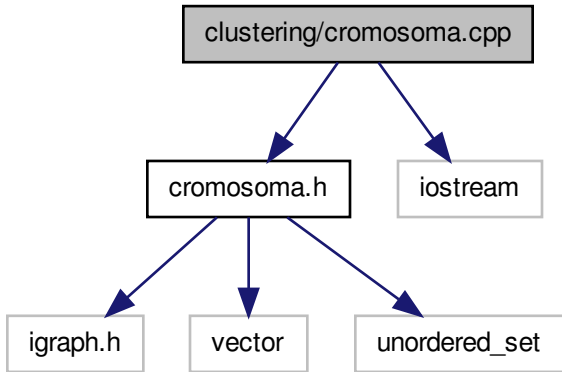 clustering/cromosoma.cpp
cromosoma.h
iostream
igraph.h
vector
unordered_set